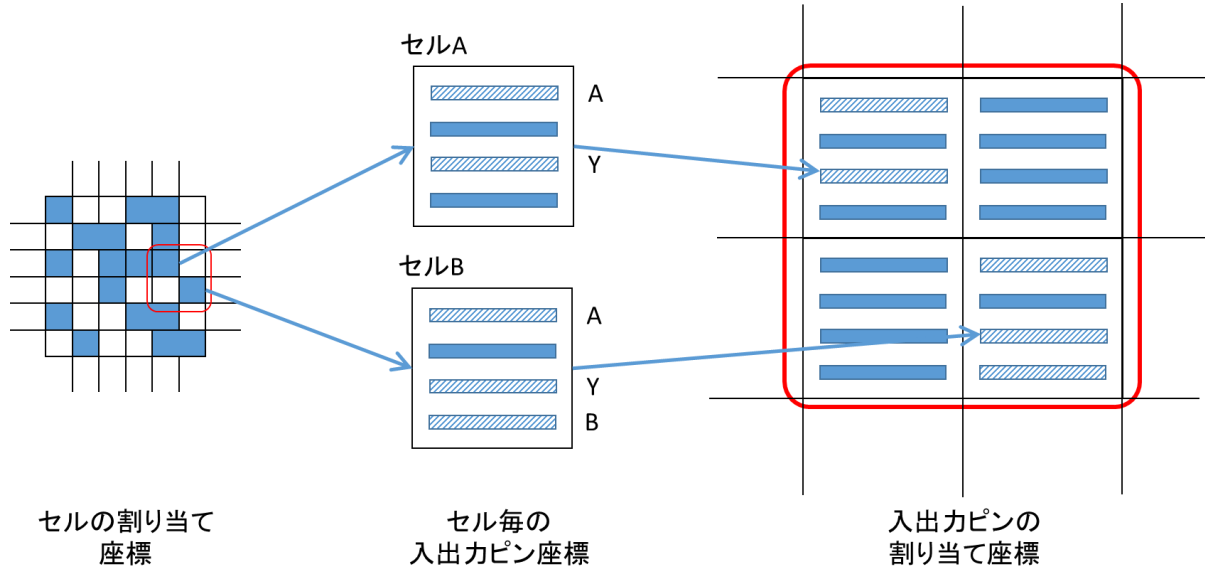 セルA
A
Y
セルB
A
Y
B
セルの割り当て
座標
セル毎の
入出力ピン座標
入出力ピンの
割り当て座標